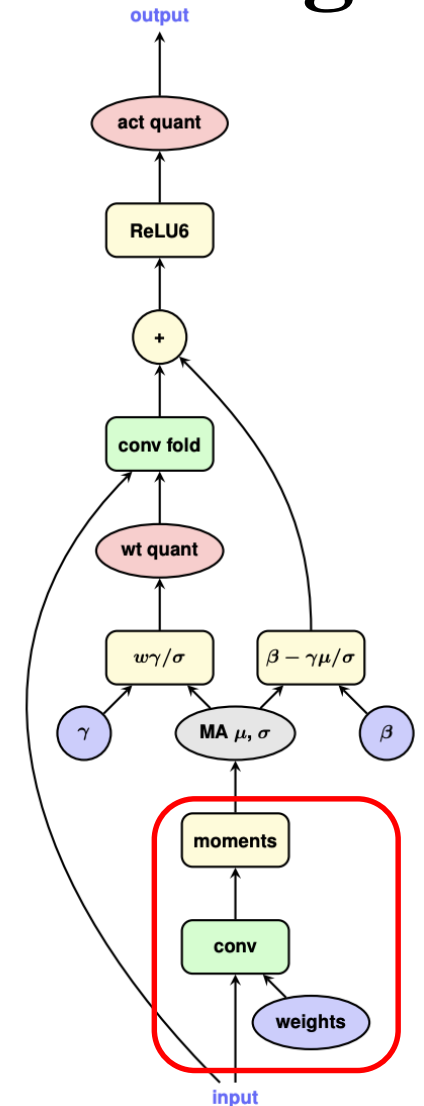 output
act quant
ReLU6
+
conv fold
wt quant
wγ/σ
β − γμ/σ
γ
MA μ, σ
β
moments
conv
weights
input